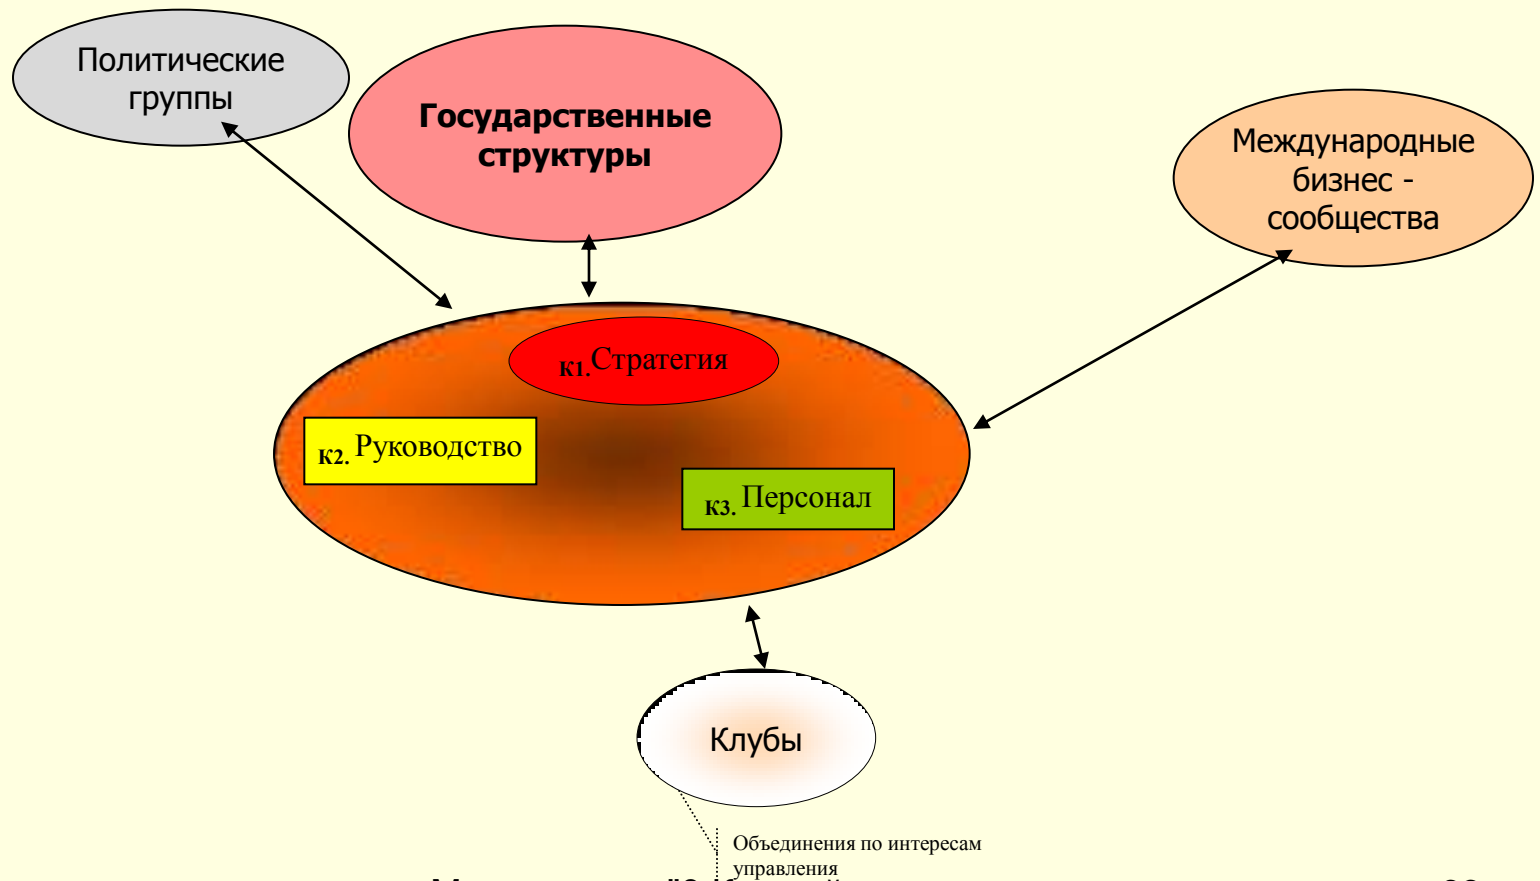 Политические
группы
Государственные
структуры
Международные
бизнес -
сообщества
К1.Стратегия
К2. Руководство
К3. Персонал
Клубы
Объединения по интересам
управления